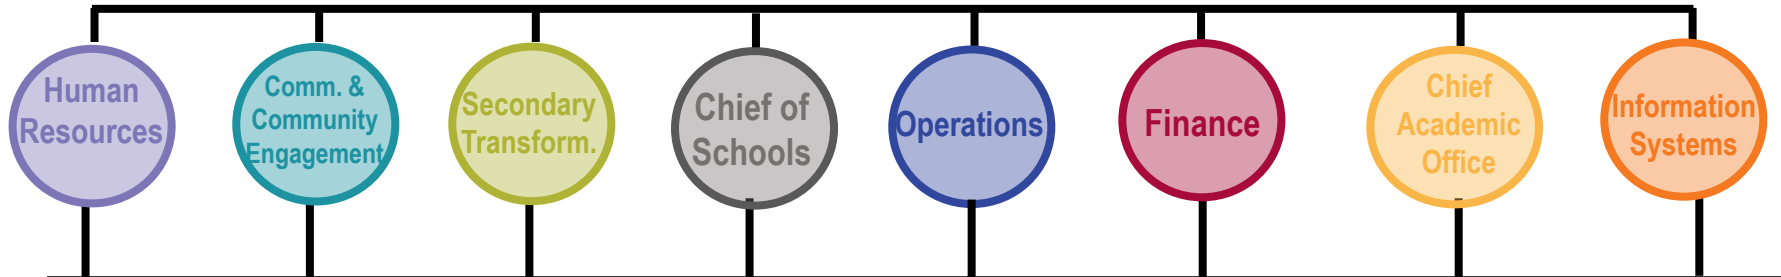 Human
Resources
Comm. &
Community
Engagement
Secondary
Transform.
Chief of
Schools
Operations
Finance
Chief
Academic
Office
Information
Systems